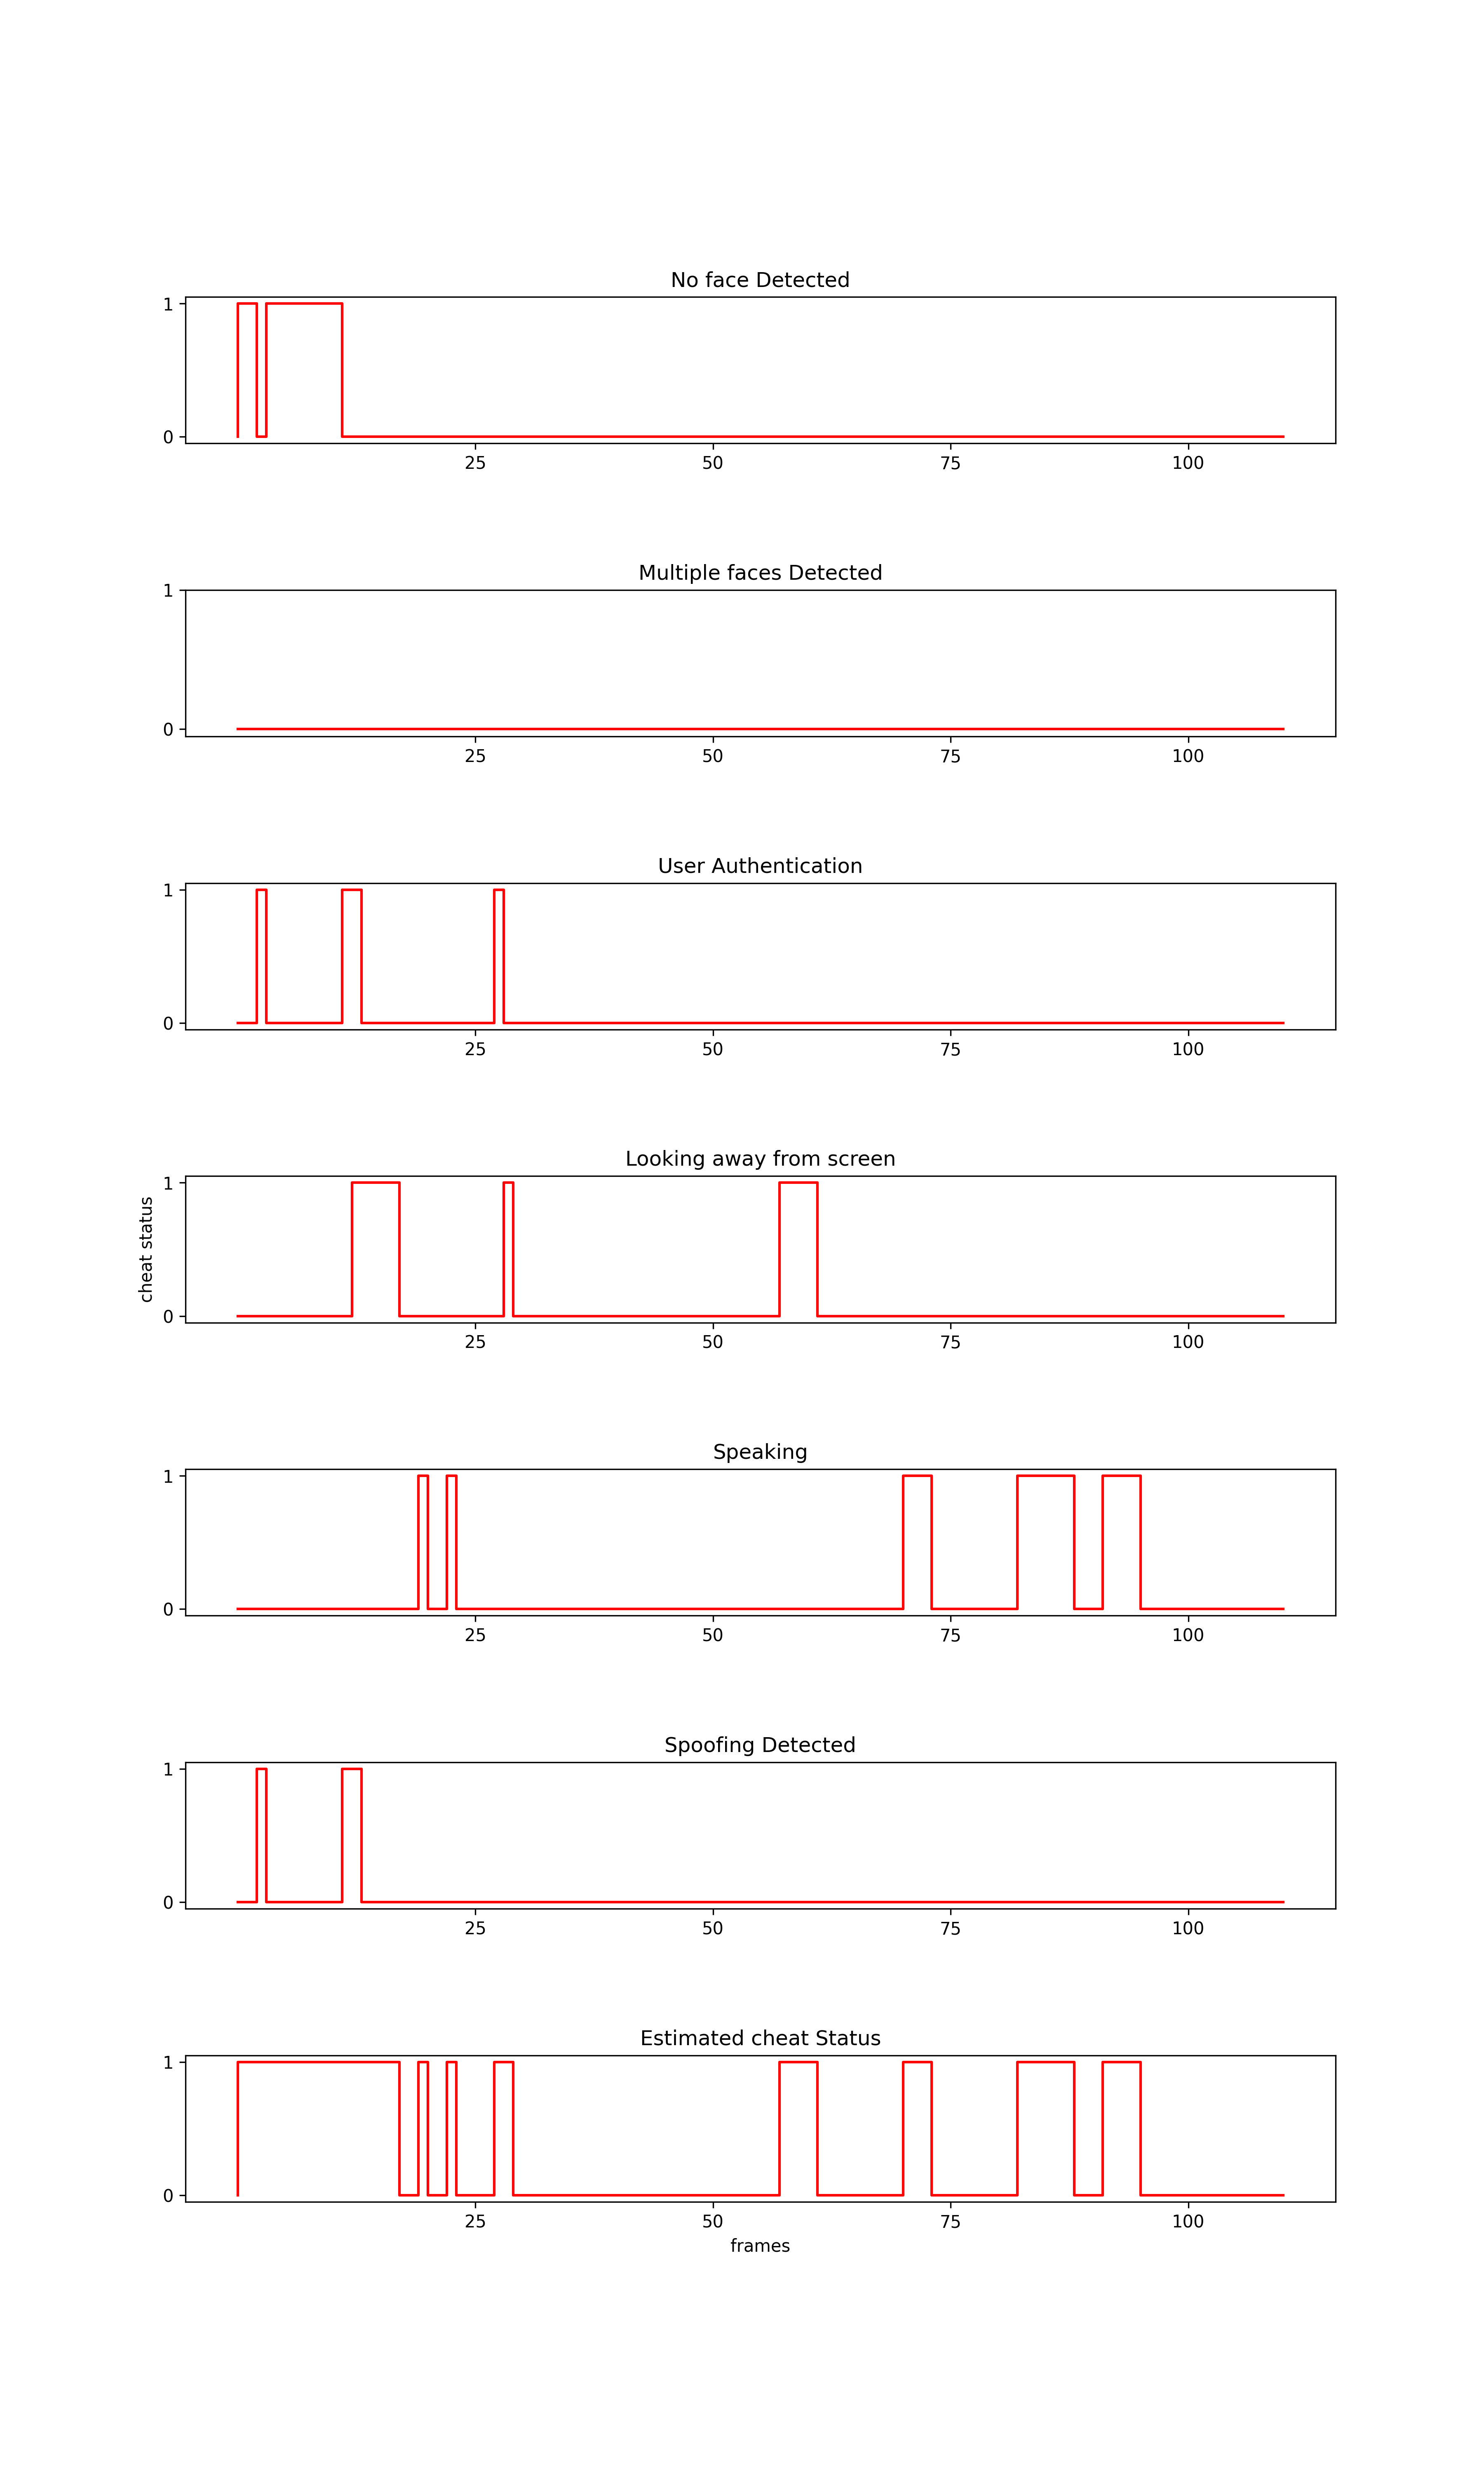 No face Detected
1
0
25 50 75 100
Multiple faces Detected
1
0
25 50 75 100
User Authentication
1
0
25 50 75 100
Looking away from screen
1
cheat status
0
25 50 75 100
Speaking
1
0
25 50 75 100
Spoofing Detected
1
0
25 50 75 100
Estimated cheat Status
1
0
25 50 75 100
frames